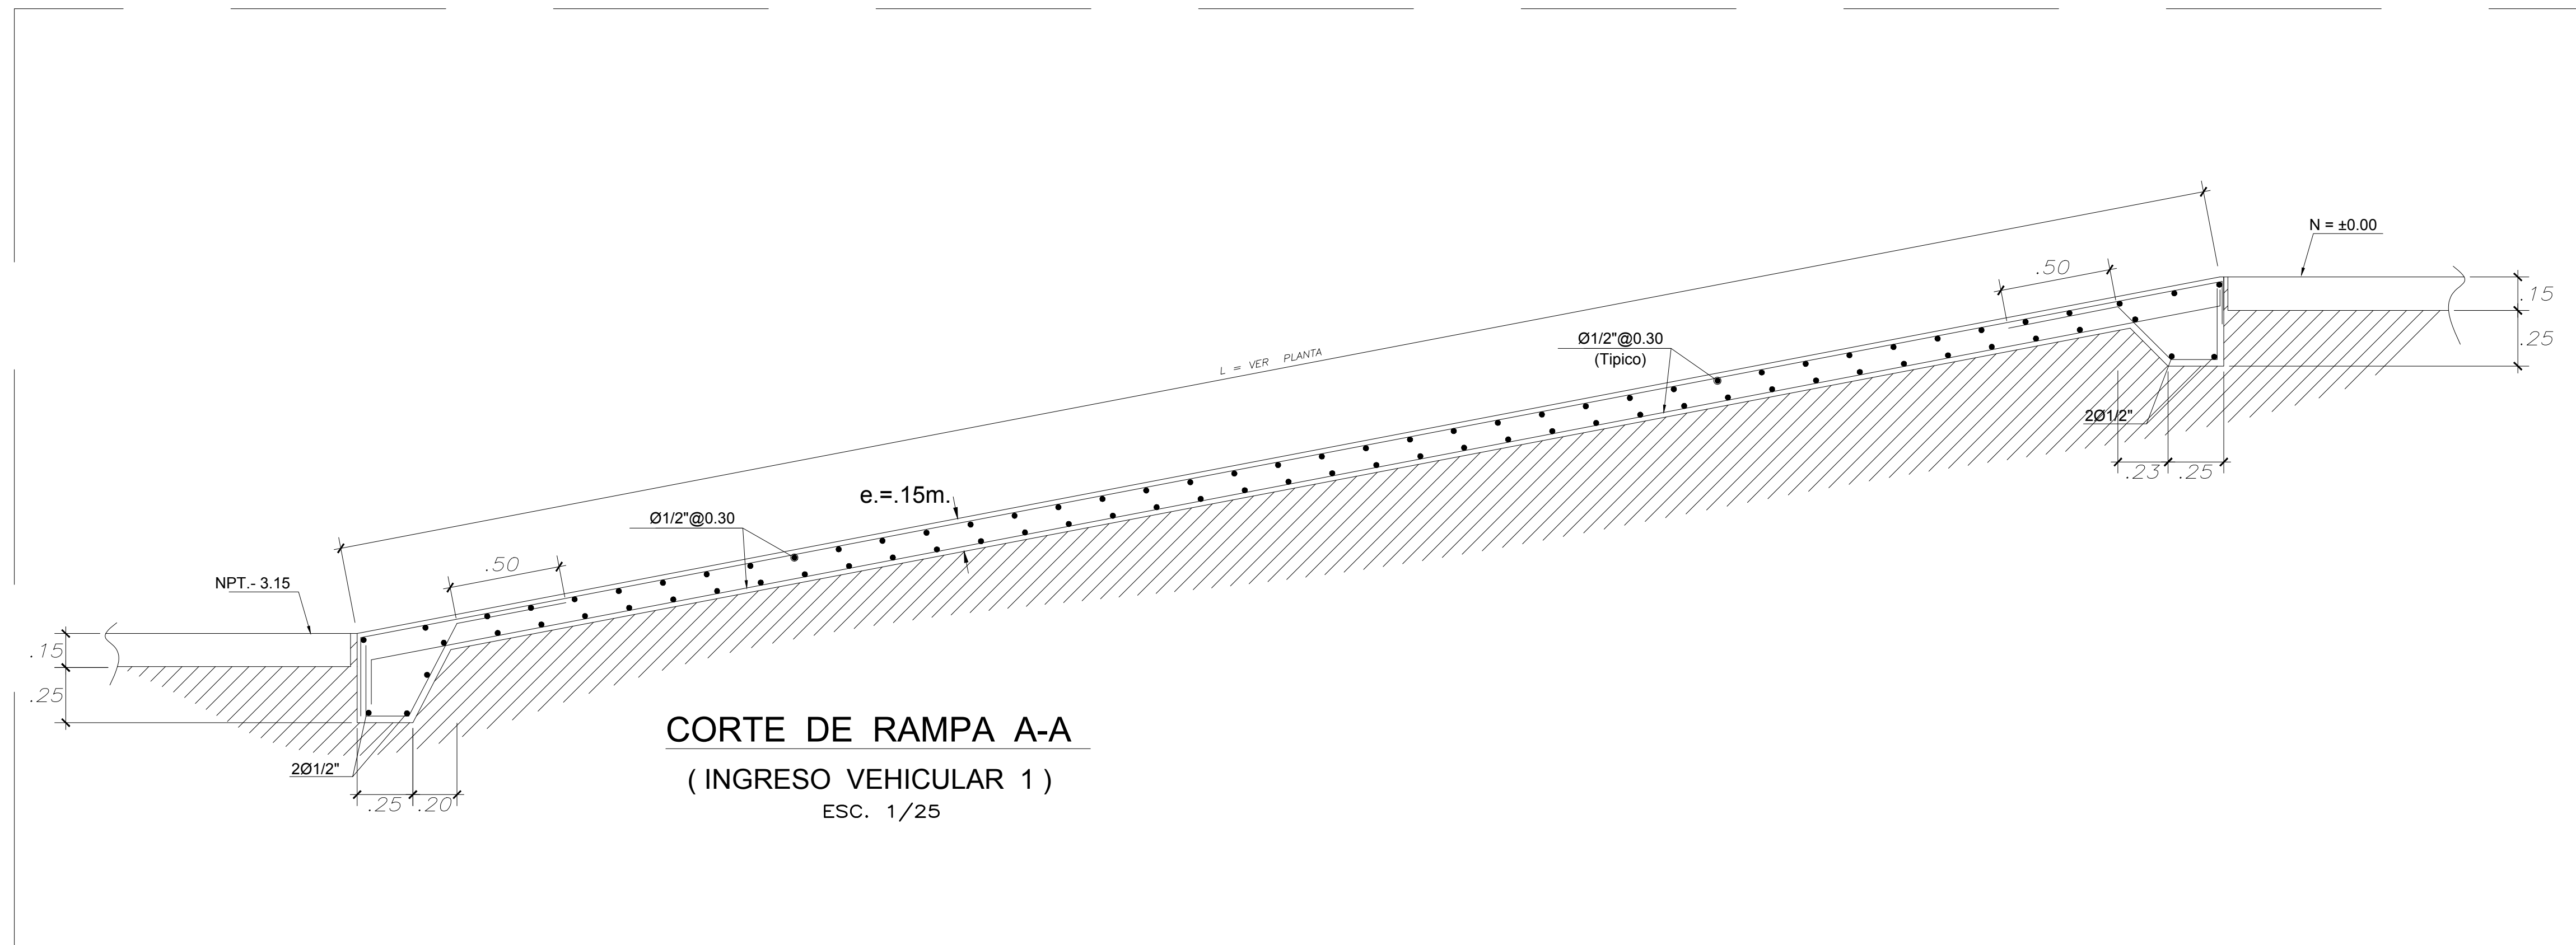 N = ±0.00
.50
.15
Ø1/2"@0.30
(Tipico)
.25
L = VER PLANTA
2Ø1/2"
.23
.25
e.=.15m.
Ø1/2"@0.30
.50
NPT.- 3.15
.15
.25
CORTE DE RAMPA A-A
2Ø1/2"
( INGRESO VEHICULAR 1 )
.25
.20
ESC. 1/25